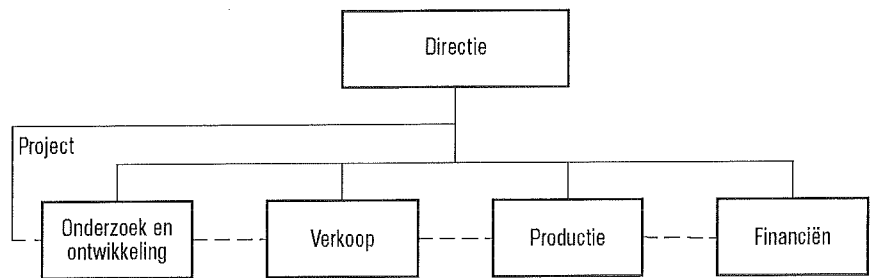 Directie
Project
Onderzoek en
ontwikkeling
Verkoop
Productie
Financiën